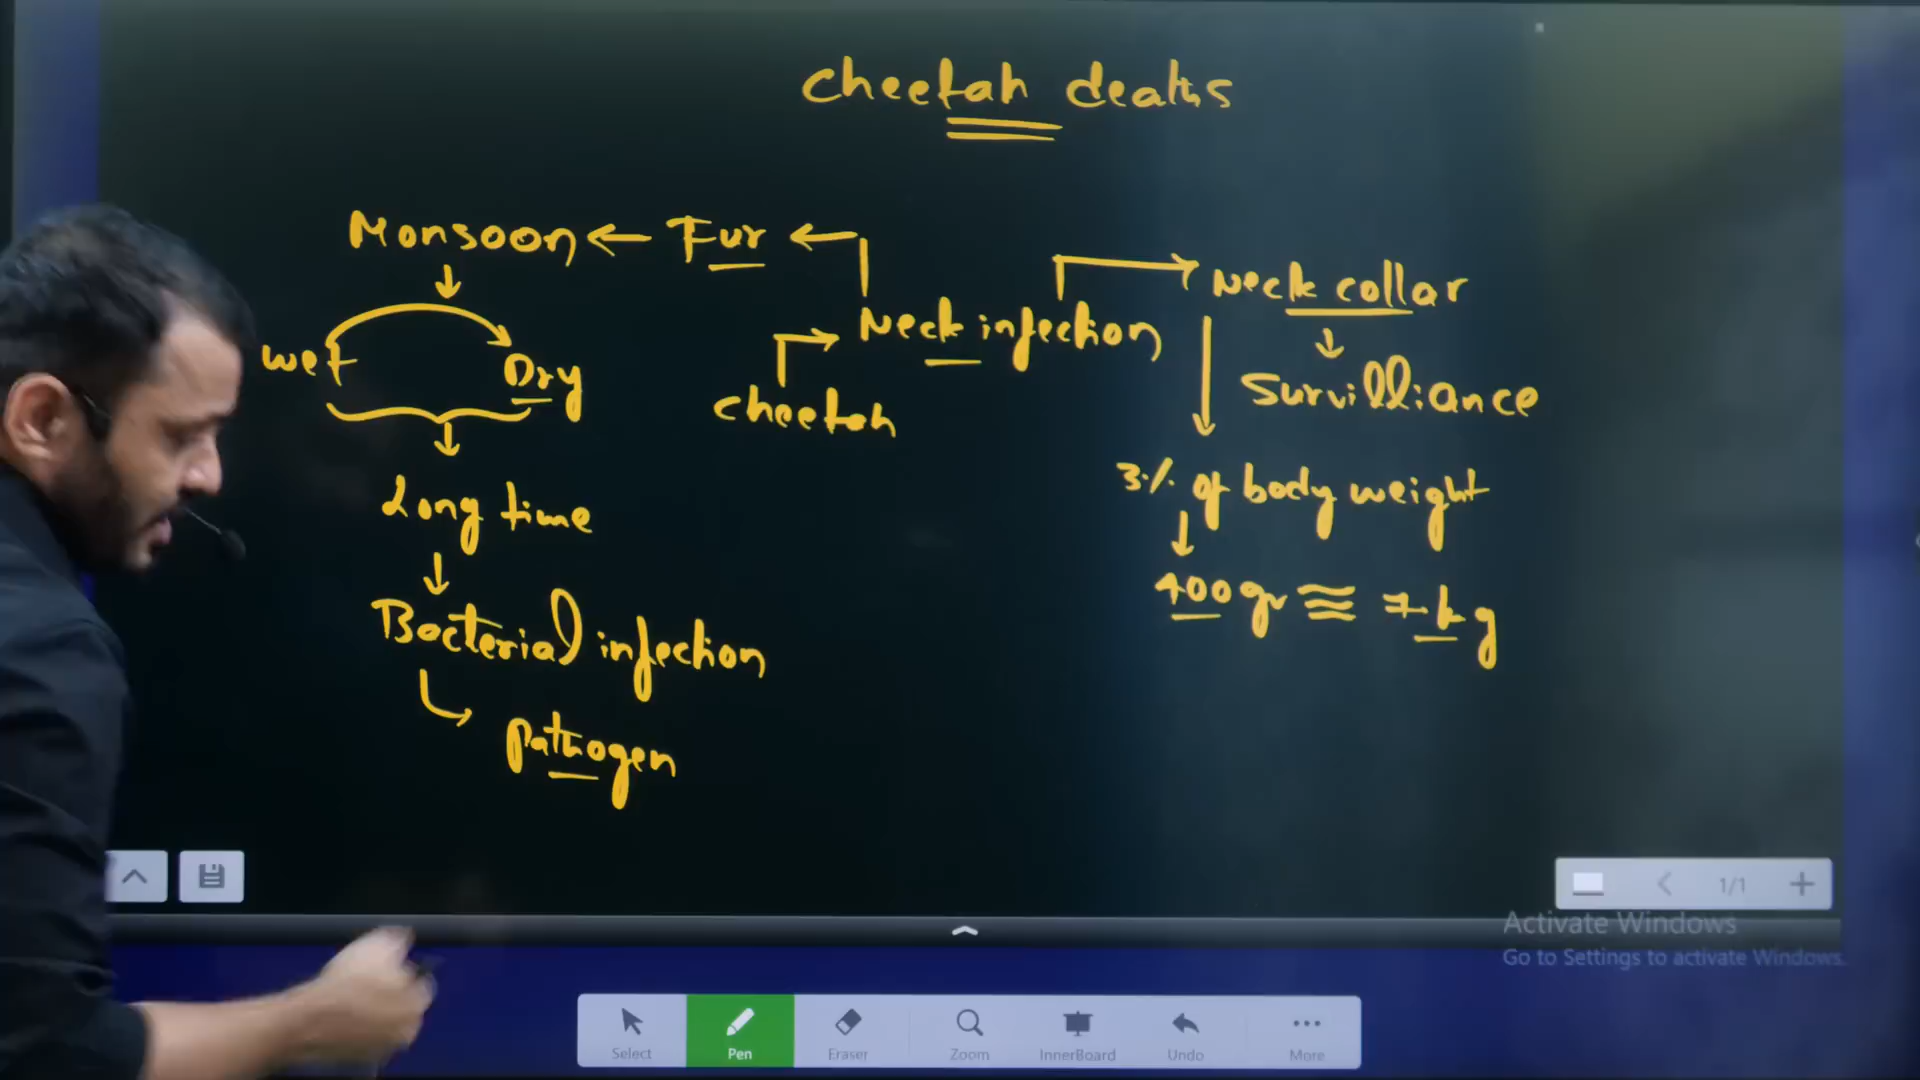 Cheetah deaths
Monsoon ← Fur ←
Neck collar
Neck infection
wet
Dry
Survilliance
cheetah
3% of body weight
Long time
400 gr ≅ 7 kg
Bacterial infection
pathogen
1/1
Activate Windows
Go to Settings to activate Windows.
Select
Pen
Eraser
Zoom
InnerBoard
Undo
More